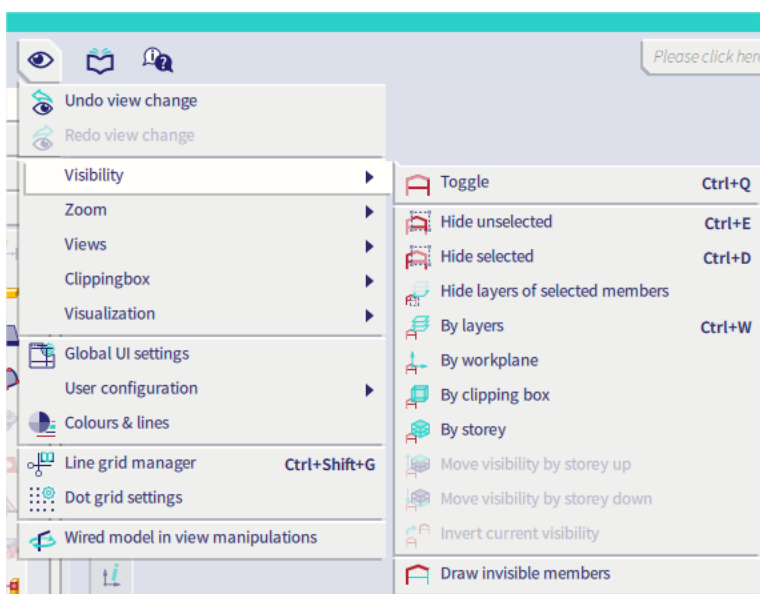 Please click here
Undo view change
Redo view change
Visibility
Zoom
Views
Clippingbox
Visualization
Global UI settings
User configuration
Colours & lines
Line grid manager Ctrl+Shift+G
Dot grid settings
Wired model in view manipulations
Toggle Ctrl+Q
Hide unselected Ctrl+E
Hide selected Ctrl+D
Hide layers of selected members
By layers Ctrl+W
By workplane
By clipping box
By storey
Move visibility by storey up
Move visibility by storey down
Invert current visibility
Draw invisible members